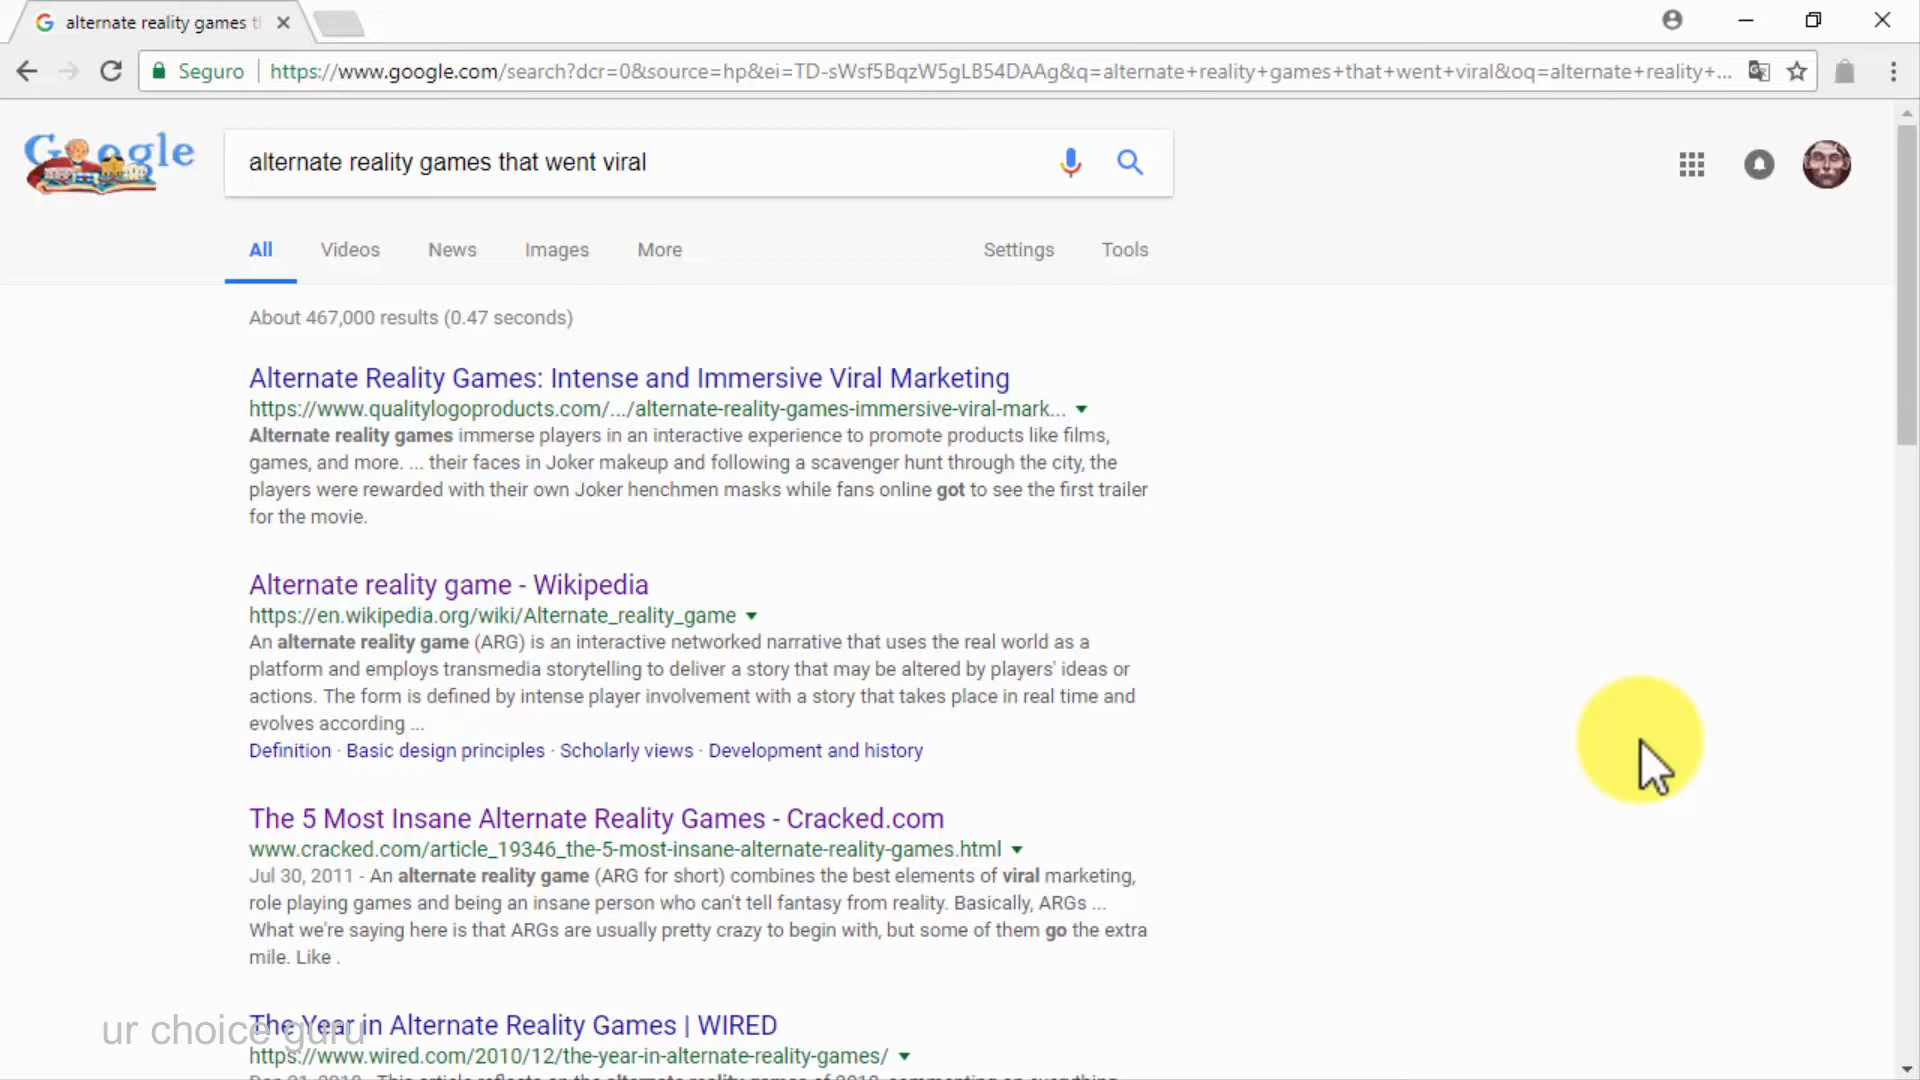 alternate reality games t
Seguro https://www.google.com/search?dcr=0&source=hp&ei=TD-sWsf5BqzW5gLB54DAAg&q=alternate+reality+games+that+went+viral&oq=alternate+reality+...
Google
alternate reality games that went viral
All Videos News Images More Settings Tools
About 467,000 results (0.47 seconds)
Alternate Reality Games: Intense and Immersive Viral Marketing
https://www.qualitylogoproducts.com/.../alternate-reality-games-immersive-viral-mark...
Alternate reality games immerse players in an interactive experience to promote products like films,
games, and more. ... their faces in Joker makeup and following a scavenger hunt through the city, the
players were rewarded with their own Joker henchmen masks while fans online got to see the first trailer
for the movie.
Alternate reality game - Wikipedia
https://en.wikipedia.org/wiki/Alternate_reality_game
An alternate reality game (ARG) is an interactive networked narrative that uses the real world as a
platform and employs transmedia storytelling to deliver a story that may be altered by players' ideas or
actions. The form is defined by intense player involvement with a story that takes place in real time and
evolves according ...
Definition · Basic design principles · Scholarly views · Development and history
The 5 Most Insane Alternate Reality Games - Cracked.com
www.cracked.com/article_19346_the-5-most-insane-alternate-reality-games.html
Jul 30, 2011 - An alternate reality game (ARG for short) combines the best elements of viral marketing,
role playing games and being an insane person who can't tell fantasy from reality. Basically, ARGs ...
What we're saying here is that ARGs are usually pretty crazy to begin with, but some of them go the extra
mile. Like .
The Year in Alternate Reality Games | WIRED
ur choice guru
https://www.wired.com/2010/12/the-year-in-alternate-reality-games/